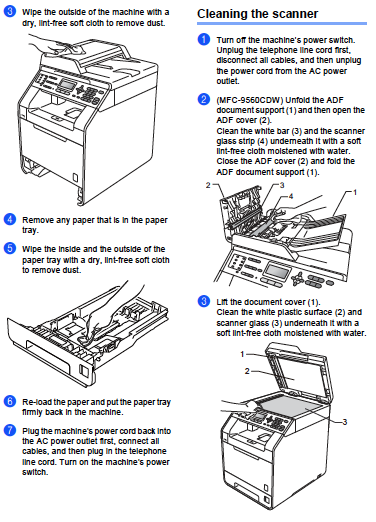 3 Wipe the outside of the machine with a
dry, lint-free soft cloth to remove dust.
4 Remove any paper that is in the paper
tray.
5 Wipe the inside and the outside of the
paper tray with a dry, lint-free soft cloth
to remove dust.
6 Re-load the paper and put the paper tray
firmly back in the machine.
7 Plug the machine's power cord back into
the AC power outlet first, connect all
cables, and then plug in the telephone
line cord. Turn on the machine's power
switch.
Cleaning the scanner
1 Turn off the machine's power switch.
Unplug the telephone line cord first,
disconnect all cables, and then unplug
the power cord from the AC power
outlet.
2 (MFC-9560CDW) Unfold the ADF
document support (1) and then open the
ADF cover (2).
Clean the white bar (3) and the scanner
glass strip (4) underneath it with a soft
lint-free cloth moistened with water.
Close the ADF cover (2) and fold the
ADF document support (1).
2
3
4
1
3 Lift the document cover (1).
Clean the white plastic surface (2) and
scanner glass (3) underneath it with a
soft lint-free cloth moistened with water.
1
2
3